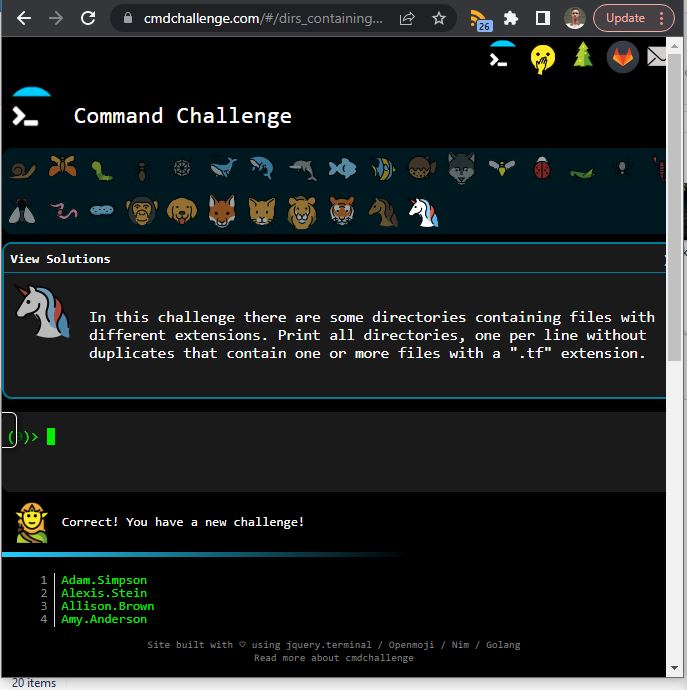 cmdchallenge.com/#/dirs_containing...
26
Update
Command Challenge
View Solutions
In this challenge there are some directories containing files with
different extensions. Print all directories, one per line without
duplicates that contain one or more files with a ".tf" extension.
Correct! You have a new challenge!
1 Adam.Simpson
2 Alexis.Stein
3 Allison.Brown
4 Amy.Anderson
Site built with ♡ using jquery.terminal / Openmoji / Nim / Golang
Read more about cmdchallenge
20 items